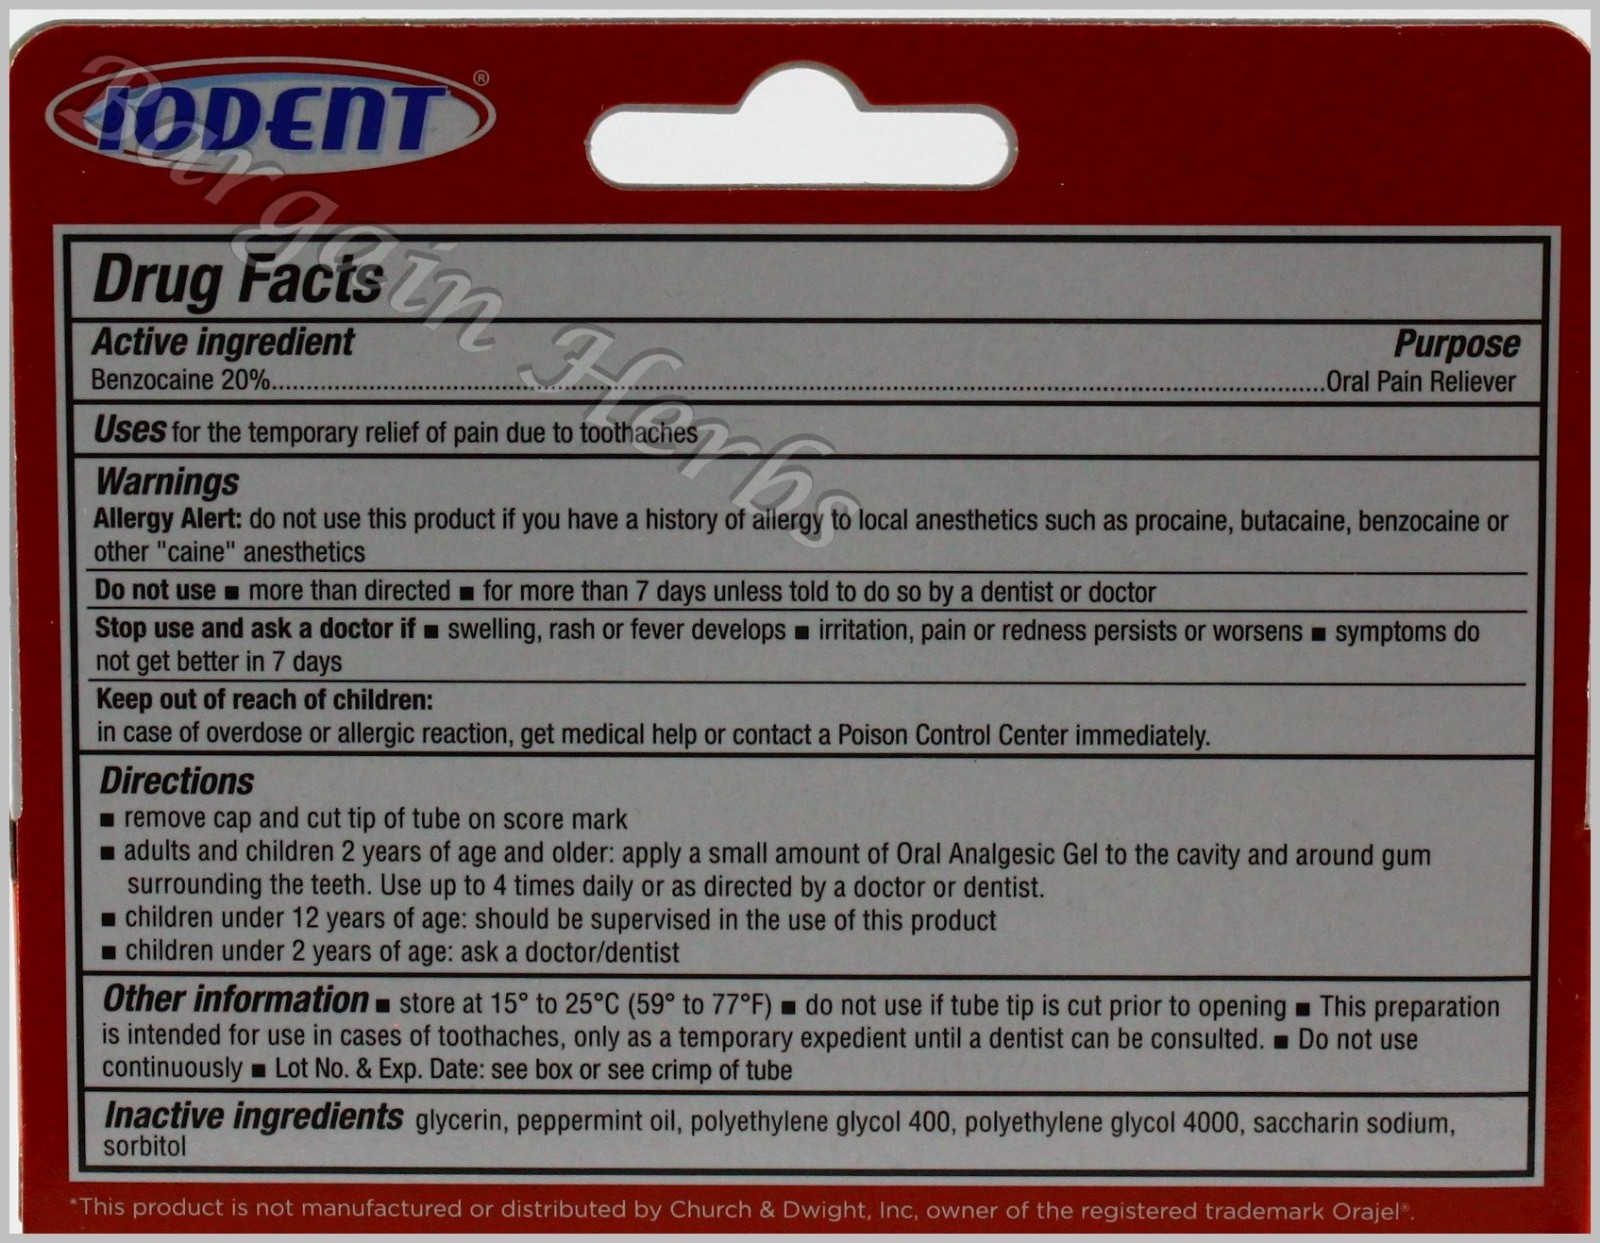 IODENT®
Bargain Herbs
Drug Facts
Active ingredient Purpose
Benzocaine 20%..........Oral Pain Reliever
Uses for the temporary relief of pain due to toothaches
Warnings
Allergy Alert: do not use this product if you have a history of allergy to local anesthetics such as procaine, butacaine, benzocaine or
other "caine" anesthetics
Do not use ■ more than directed ■ for more than 7 days unless told to do so by a dentist or doctor
Stop use and ask a doctor if ■ swelling, rash or fever develops ■ irritation, pain or redness persists or worsens ■ symptoms do
not get better in 7 days
Keep out of reach of children:
in case of overdose or allergic reaction, get medical help or contact a Poison Control Center immediately.
Directions
■ remove cap and cut tip of tube on score mark
■ adults and children 2 years of age and older: apply a small amount of Oral Analgesic Gel to the cavity and around gum
surrounding the teeth. Use up to 4 times daily or as directed by a doctor or dentist.
■ children under 12 years of age: should be supervised in the use of this product
■ children under 2 years of age: ask a doctor/dentist
Other information ■ store at 15° to 25°C (59° to 77°F) ■ do not use if tube tip is cut prior to opening ■ This preparation
is intended for use in cases of toothaches, only as a temporary expedient until a dentist can be consulted. ■ Do not use
continuously ■ Lot No. & Exp. Date: see box or see crimp of tube
Inactive ingredients glycerin, peppermint oil, polyethylene glycol 400, polyethylene glycol 4000, saccharin sodium,
sorbitol
*This product is not manufactured or distributed by Church & Dwight, Inc, owner of the registered trademark Orajel®.